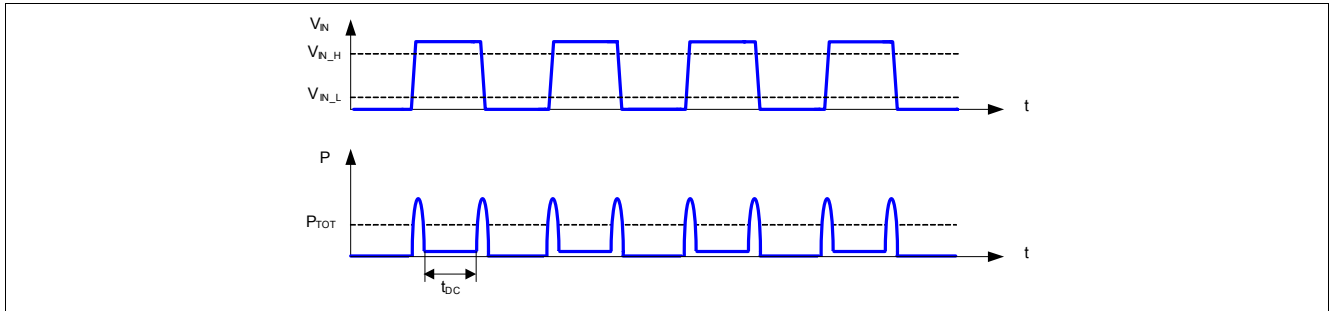 V_IN
V_IN_H
V_IN_L
t
P
P_TOT
t
t_DC